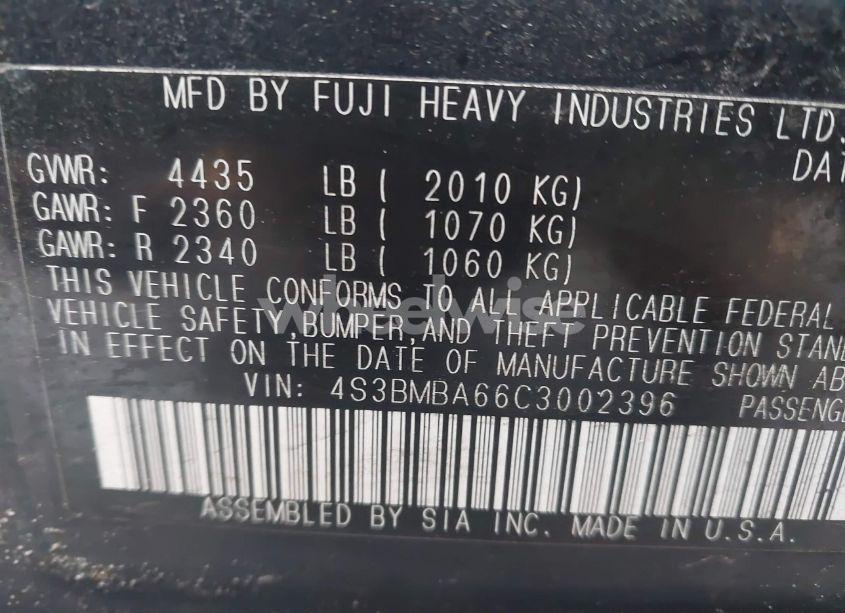 MFD BY FUJI HEAVY INDUSTRIES LTD.
DAT
GVWR: 4435 LB ( 2010 KG)
GAWR: F 2360 LB ( 1070 KG)
GAWR: R 2340 LB ( 1060 KG)
THIS VEHICLE CONFORMS TO ALL APPLICABLE FEDERAL
VEHICLE SAFETY, BUMPER, AND THEFT PREVENTION STAN
IN EFFECT ON THE DATE OF MANUFACTURE SHOWN AB
VIN: 4S3BMBA66C3002396 PASSENG
ASSEMBLED BY SIA INC. MADE IN U.S.A.
wheelwise